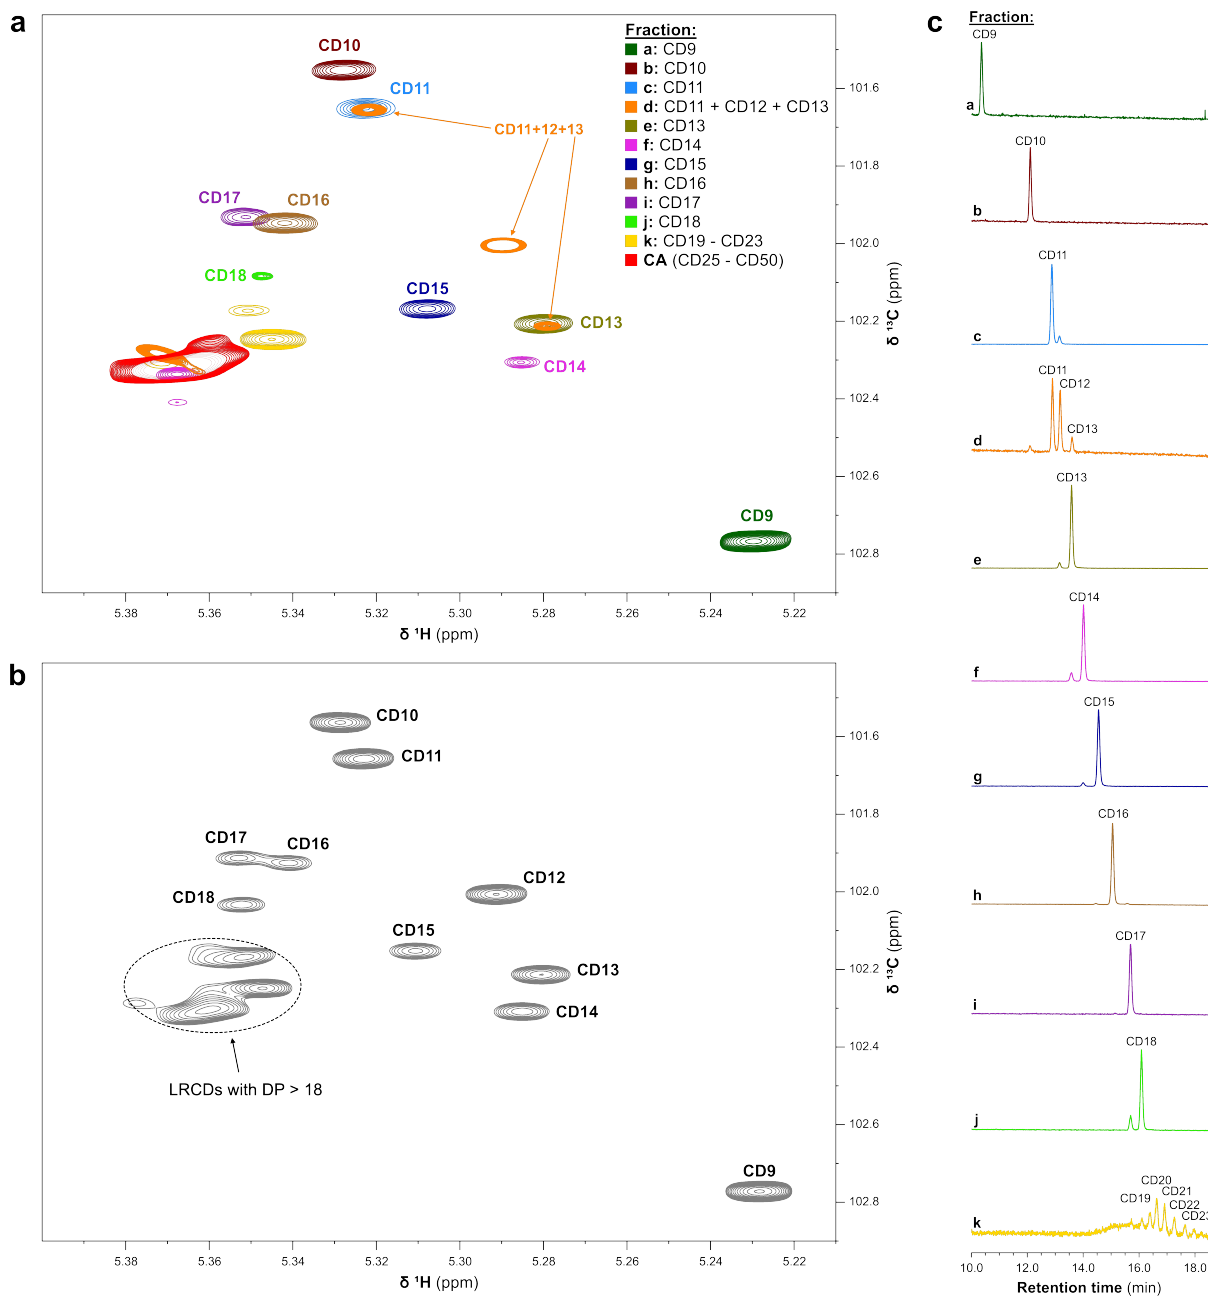 a
Fraction:
a: CD9
b: CD10
c: CD11
d: CD11 + CD12 + CD13
e: CD13
f: CD14
g: CD15
h: CD16
i: CD17
j: CD18
k: CD19 - CD23
CA (CD25 - CD50)
CD10
CD11
CD11+12+13
CD17
CD16
CD18
CD15
CD13
CD14
CD9
101.6
101.8
102.0
102.2
102.4
102.6
102.8
δ ¹³C (ppm)
5.38
5.36
5.34
5.32
5.30
5.28
5.26
5.24
5.22
δ ¹H (ppm)
b
CD10
CD11
CD17
CD16
CD12
CD18
CD15
CD13
CD14
LRCDs with DP > 18
CD9
101.6
101.8
102.0
102.2
102.4
102.6
102.8
δ ¹³C (ppm)
5.38
5.36
5.34
5.32
5.30
5.28
5.26
5.24
5.22
δ ¹H (ppm)
c
Fraction:
CD9
a
CD10
b
CD11
c
CD11
CD12
CD13
d
CD13
e
CD14
f
CD15
g
CD16
h
CD17
i
CD18
j
CD20
CD19
CD21
CD22
CD23
k
10.0
12.0
14.0
16.0
18.0
Retention time (min)